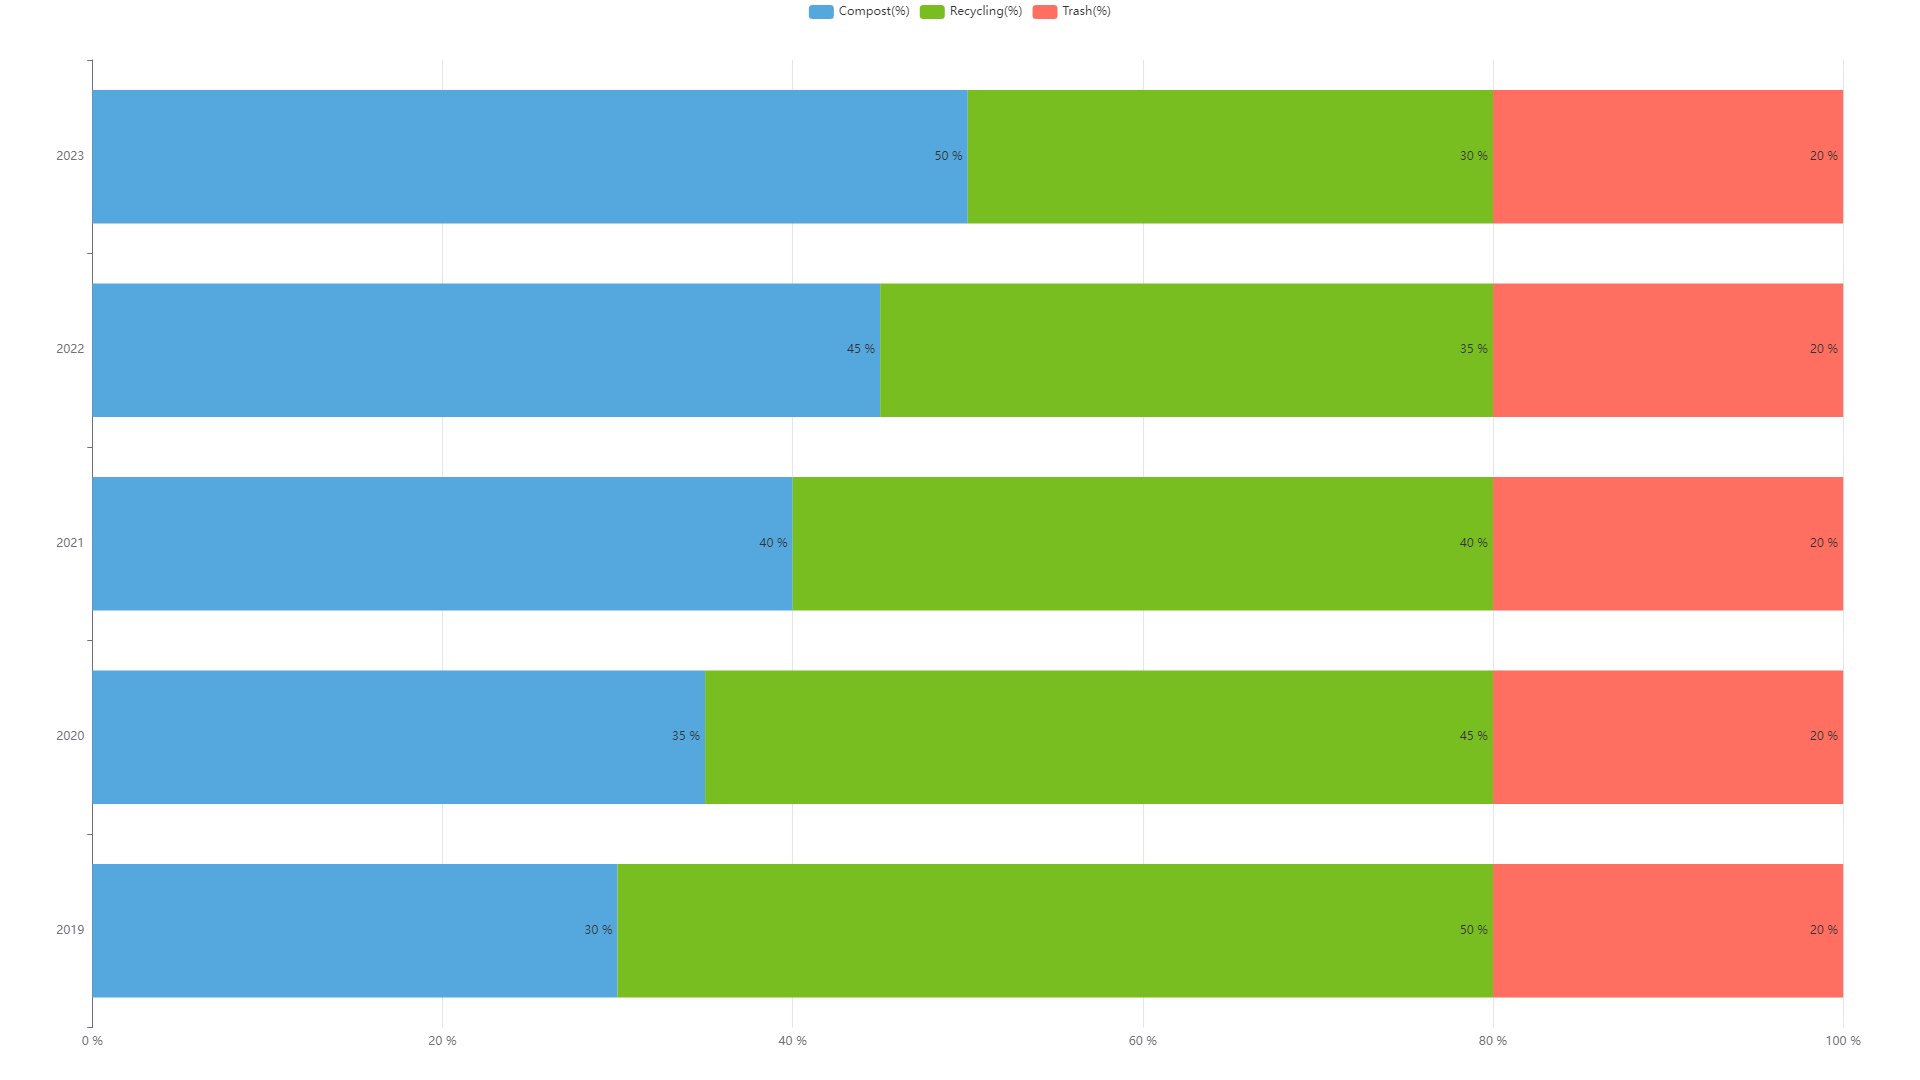 Compost(%) Recycling(%) Trash(%)
2023 50 % 30 % 20 %
2022 45 % 35 % 20 %
2021 40 % 40 % 20 %
2020 35 % 45 % 20 %
2019 30 % 50 % 20 %
0 % 20 % 40 % 60 % 80 % 100 %